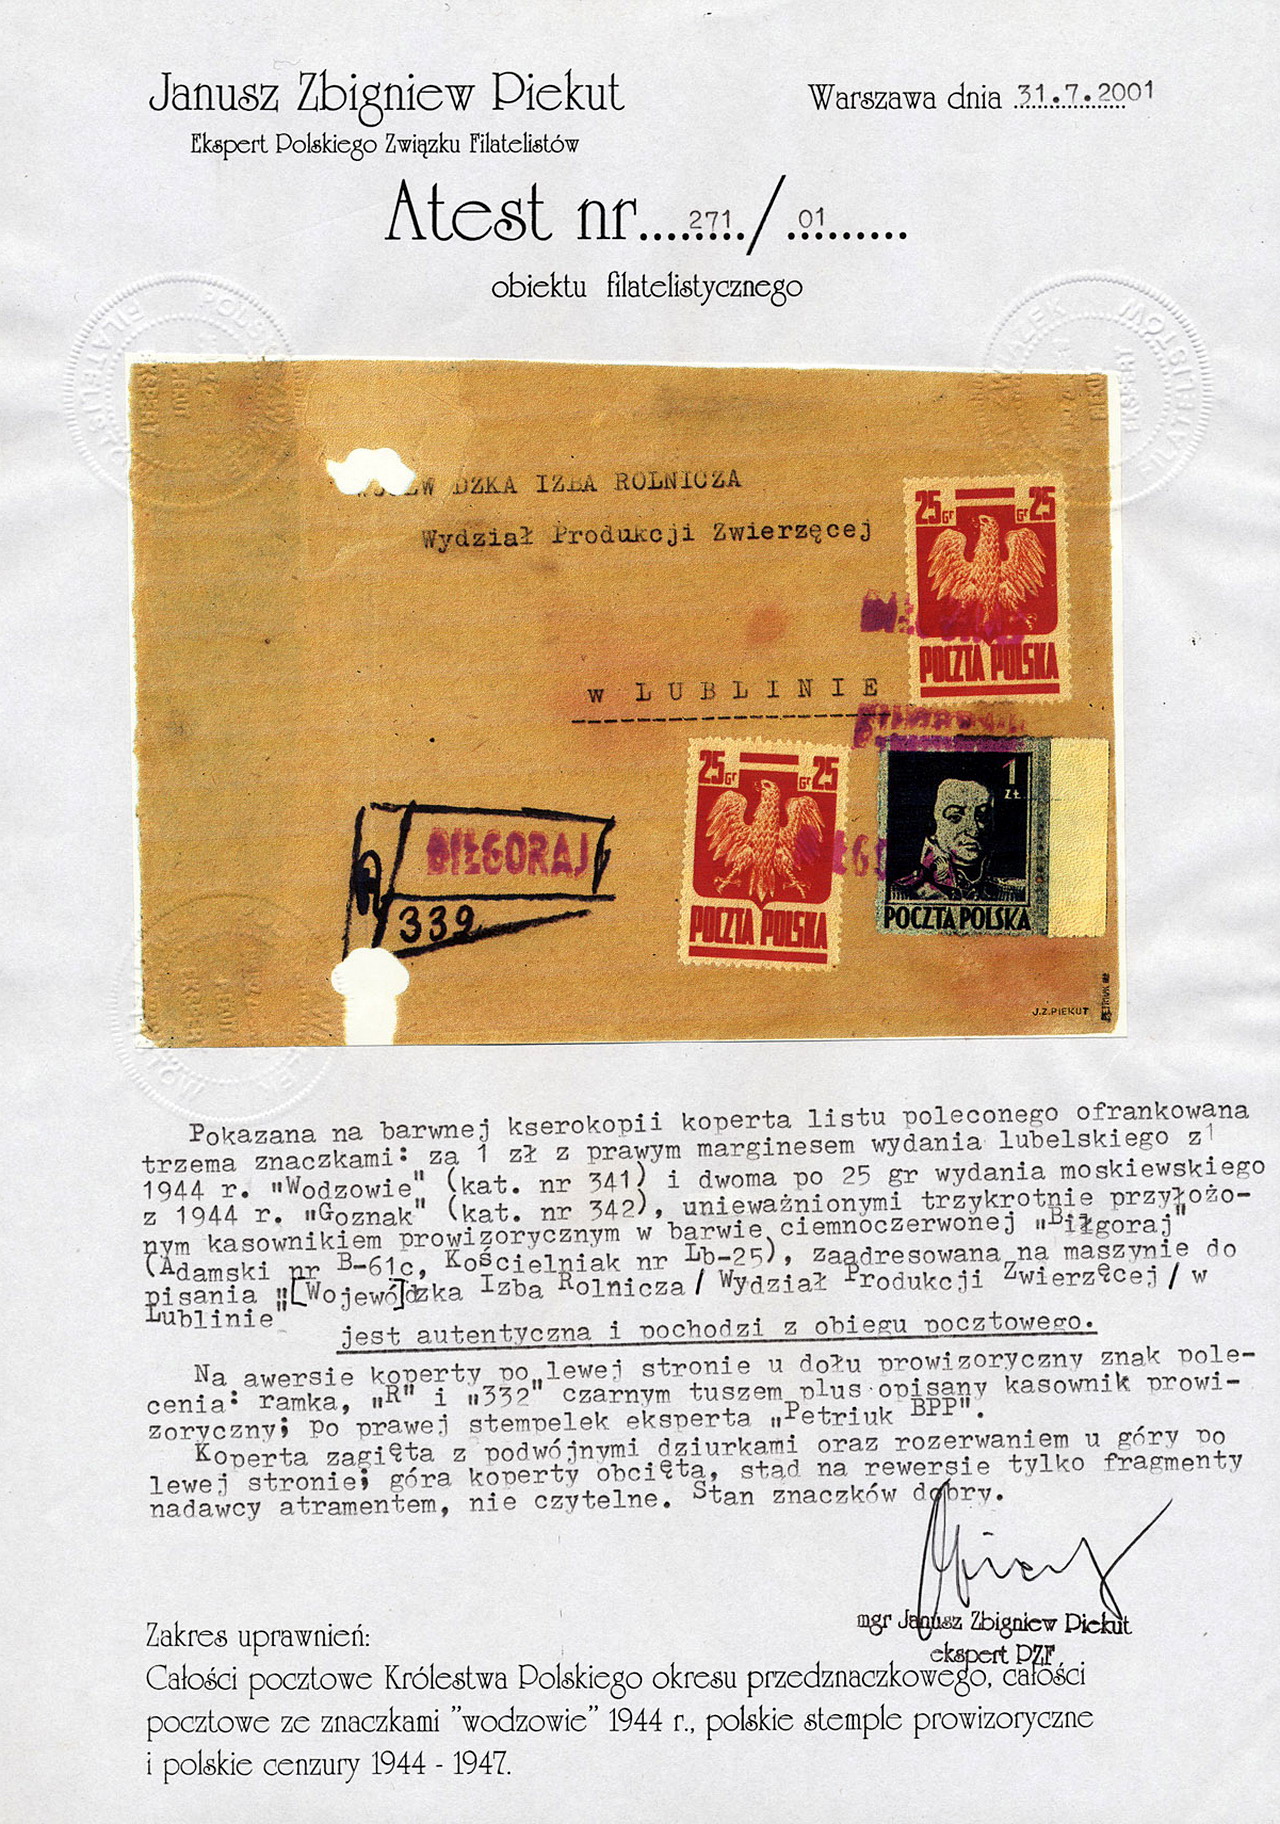 Janusz Zbigniew Piekut
Ekspert Polskiego Związku Filatelistów
Warszawa dnia 31.7.2001
Atest nr....271./.01.........
obiektu filatelistycznego
DZKA IZBA ROLNICZA
Wydział Produkcji Zwierzęcej
w LUBLINIE
25 Gr Gr 25
POCZTA POLSKA
25 Gr Gr 25
POCZTA POLSKA
1 ZŁ
POCZTA POLSKA
BIŁGORAJ
R
339
J.Z.PIEKUT
Pokazana na barwnej kserokopii koperta listu poleconego ofrankowana
trzema znaczkami: za 1 zł z prawym marginesem wydania lubelskiego z
1944 r. "Wodzowie" (kat. nr 341) i dwoma po 25 gr wydania moskiewskiego
z 1944 r. "Goznak" (kat. nr 342), unieważnionymi trzykrotnie przyłożo-
nym kasownikiem prowizorycznym w barwie ciemnoczerwonej "Biłgoraj"
(Adamski nr B-61c, Kościelniak nr Lb-25), zaadresowana na maszynie do
pisania "[Wojewó]dzka Izba Rolnicza/ Wydział Produkcji Zwierzęcej/ w
Lublinie"
jest autentyczna i pochodzi z obiegu pocztowego.
Na awersie koperty po lewej stronie u dołu prowizoryczny znak pole-
cenia: ramka, "R" i "332" czarnym tuszem plus opisany kasownik prowi-
zoryczny; po prawej stempelek eksperta "Petriuk BPP".
Koperta zagięta z podwójnymi dziurkami oraz rozerwaniem u góry po
lewej stronie; góra koperty obcięta, stąd na rewersie tylko fragmenty
nadawcy atramentem, nie czytelne. Stan znaczków dobry.
mgr Janusz Zbigniew Piekut
ekspert PZF
Zakres uprawnień:
Całości pocztowe Królestwa Polskiego okresu przedznaczkowego, całości
pocztowe ze znaczkami "wodzowie" 1944 r., polskie stemple prowizoryczne
i polskie cenzury 1944 - 1947.